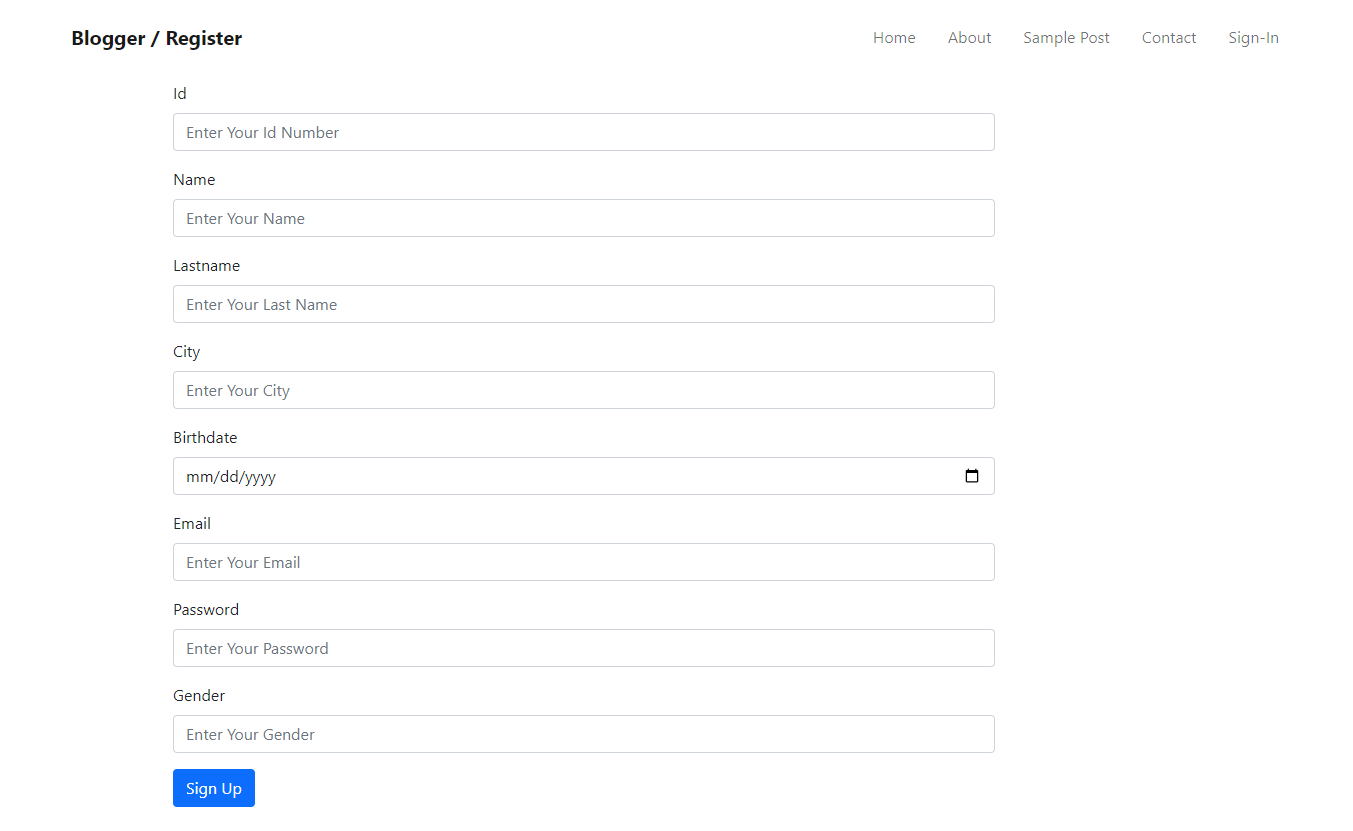 Blogger / Register
Home About Sample Post Contact Sign-In
Id
Enter Your Id Number
Name
Enter Your Name
Lastname
Enter Your Last Name
City
Enter Your City
Birthdate
mm/dd/yyyy
Email
Enter Your Email
Password
Enter Your Password
Gender
Enter Your Gender
Sign Up